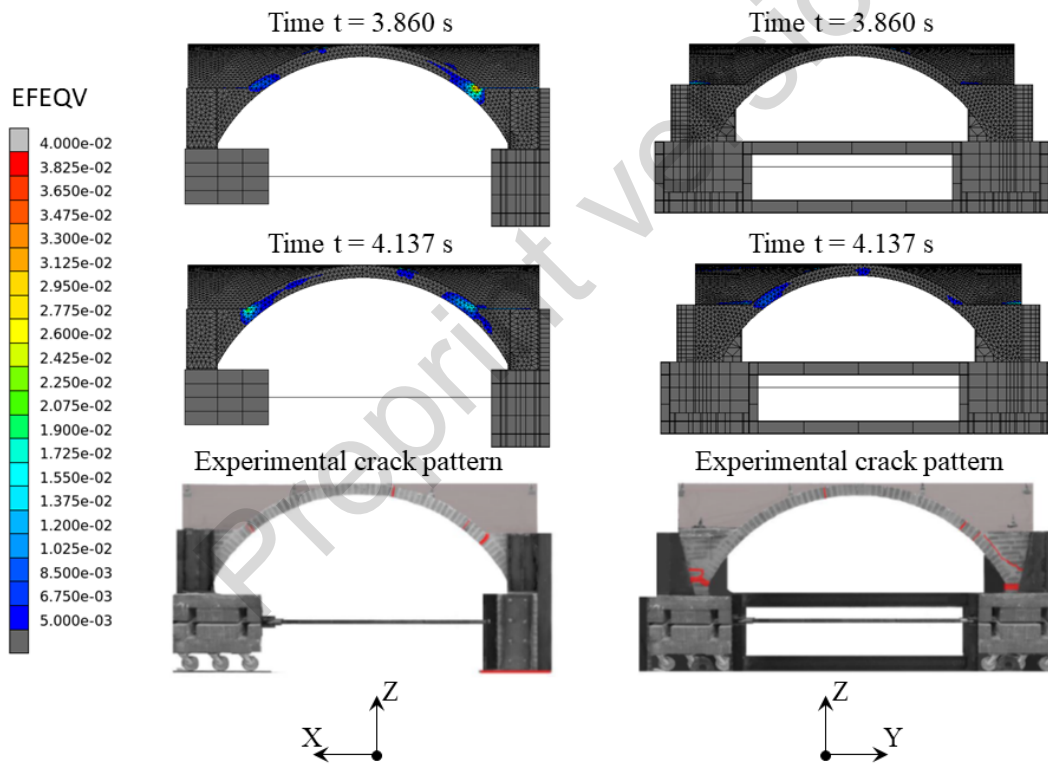 Time t = 3.860 s
Time t = 3.860 s
EFEQV
4.000e-02
3.825e-02
3.650e-02
3.475e-02
3.300e-02
3.125e-02
2.950e-02
2.775e-02
2.600e-02
2.425e-02
2.250e-02
2.075e-02
1.900e-02
1.725e-02
1.550e-02
1.375e-02
1.200e-02
1.025e-02
8.500e-03
6.750e-03
5.000e-03
Time t = 4.137 s
Time t = 4.137 s
Experimental crack pattern
Experimental crack pattern
Z
X
Z
Y
Preprint versio